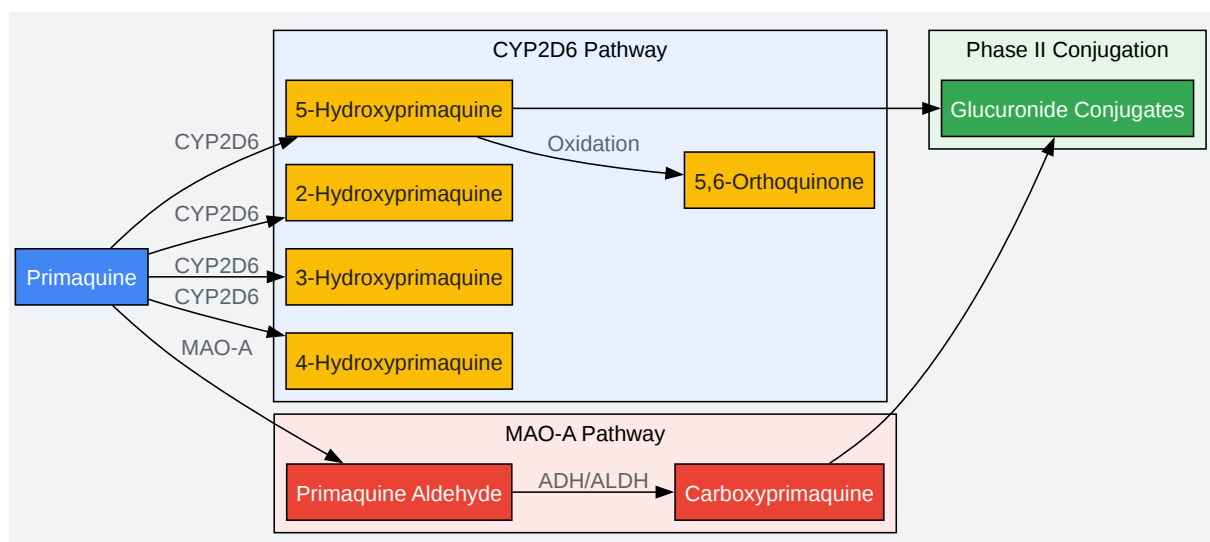 CYP2D6 Pathway
Phase II Conjugation
5-Hydroxyprimaquine
Glucuronide Conjugates
CYP2D6
Oxidation
5,6-Orthoquinone
2-Hydroxyprimaquine
CYP2D6
Primaquine
CYP2D6
3-Hydroxyprimaquine
CYP2D6
MAO-A
4-Hydroxyprimaquine
MAO-A Pathway
Primaquine Aldehyde
ADH/ALDH
Carboxyprimaquine